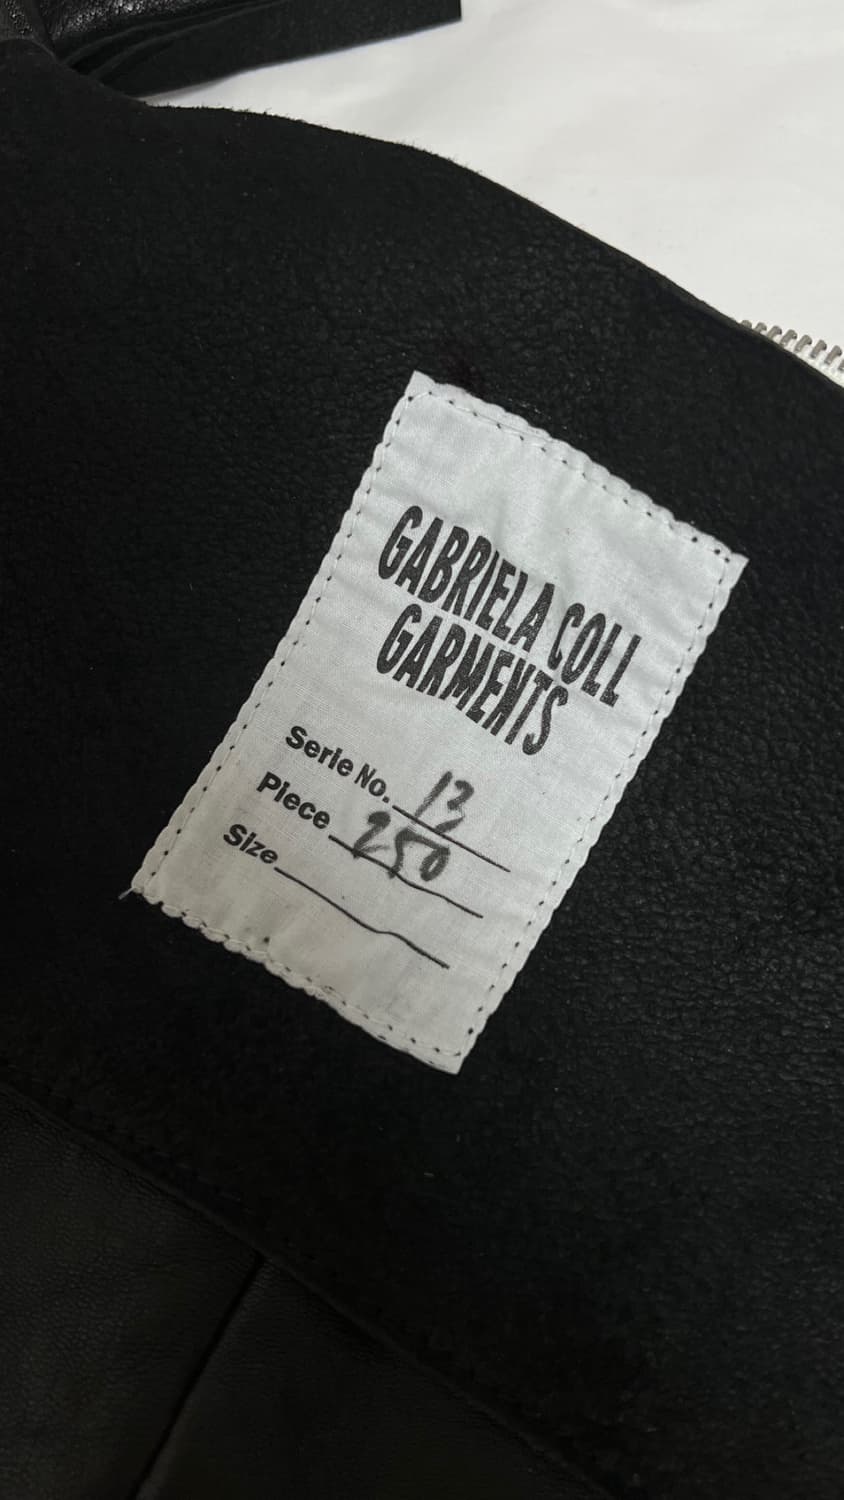 GABRIELA COLL
GARMENTS
Serie No. 13
Piece 250
Size